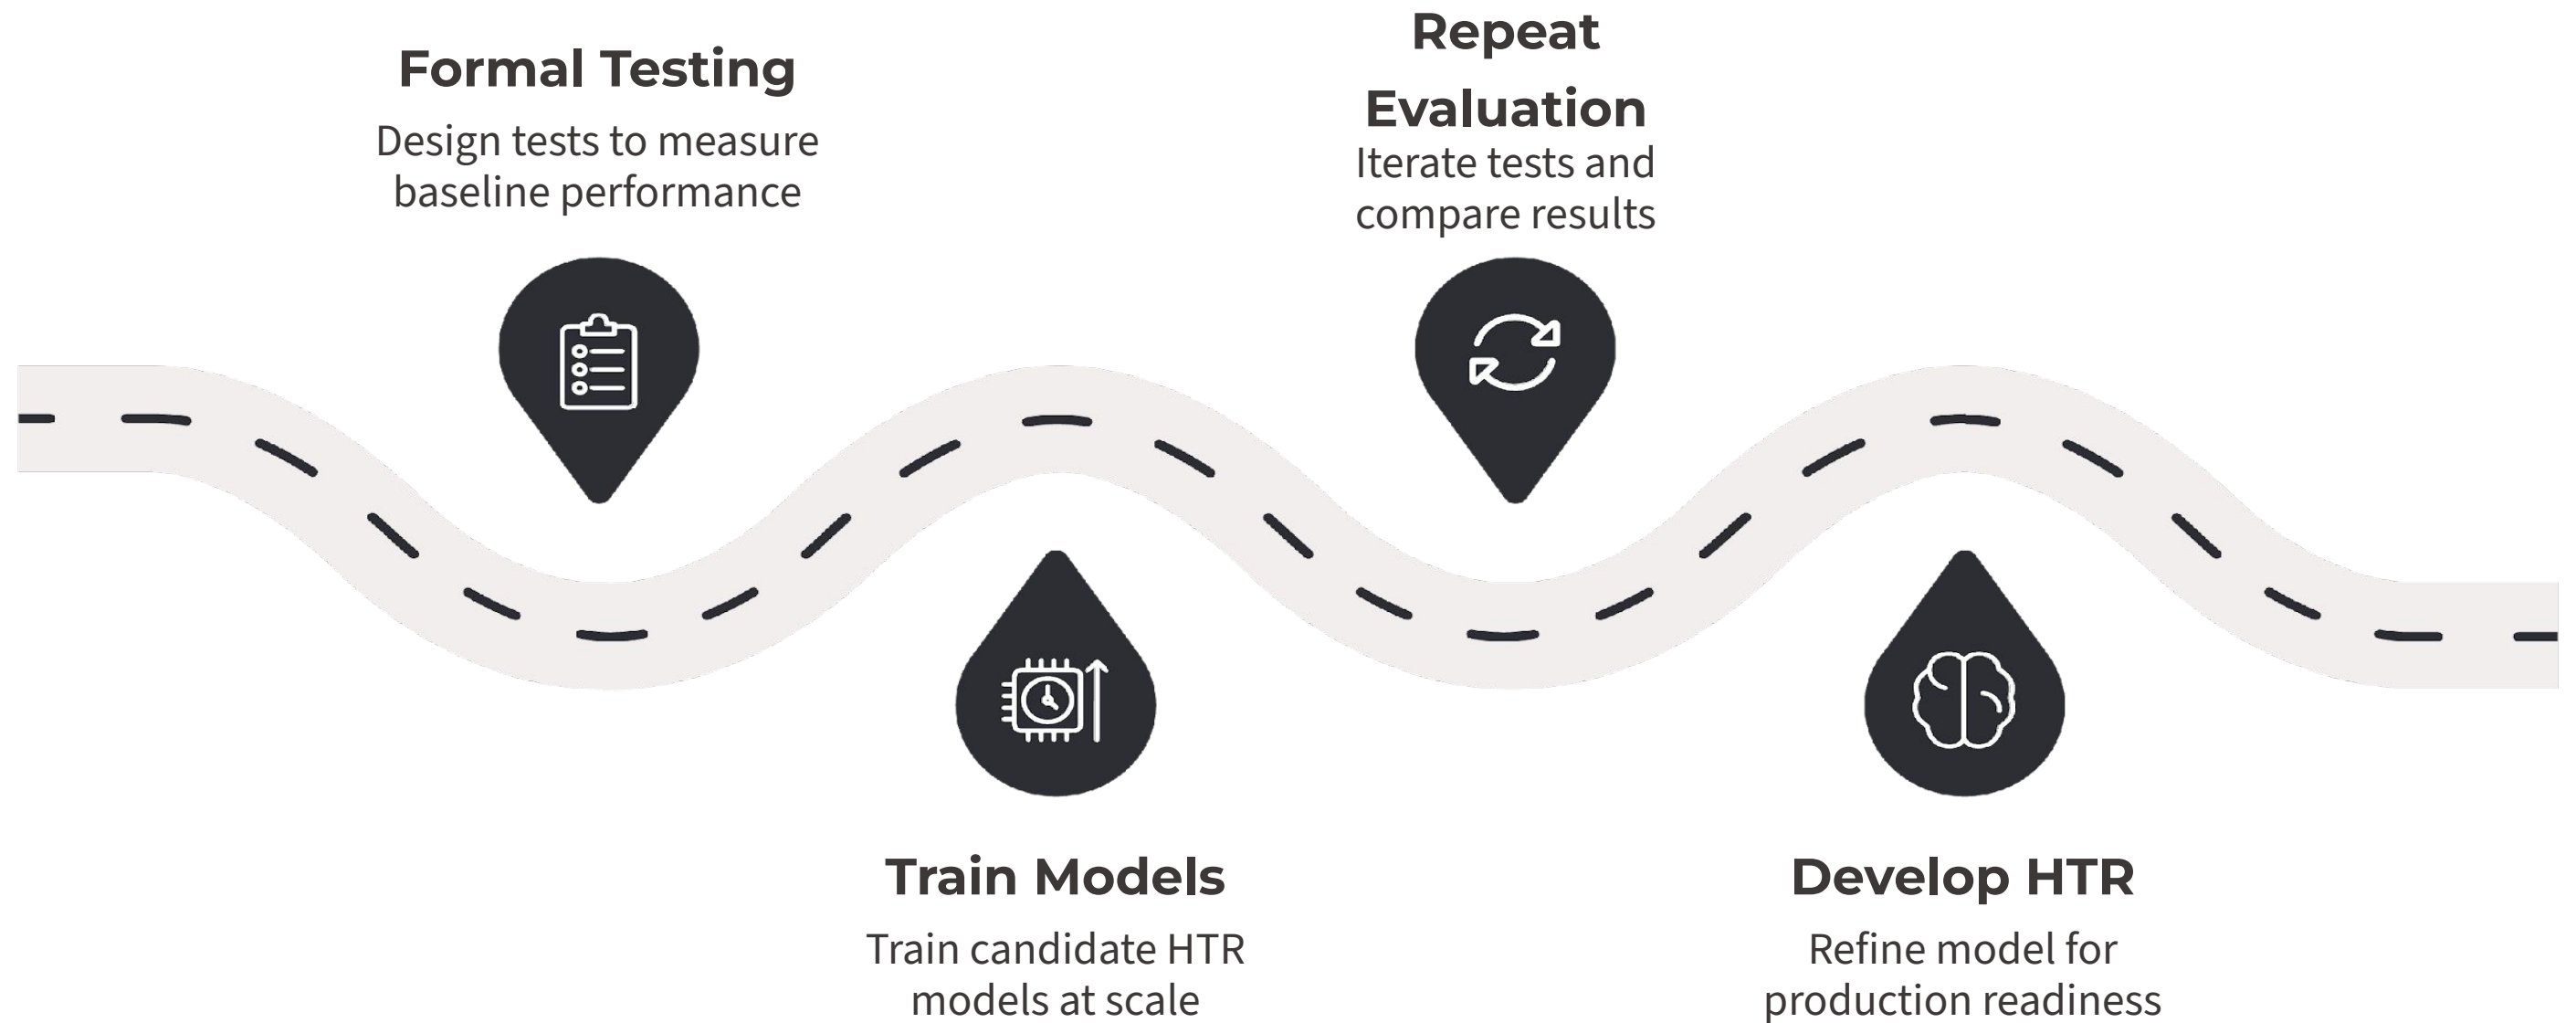 Formal Testing
Design tests to measure
baseline performance
Train Models
Train candidate HTR
models at scale
Repeat
Evaluation
Iterate tests and
compare results
Develop HTR
Refine model for
production readiness